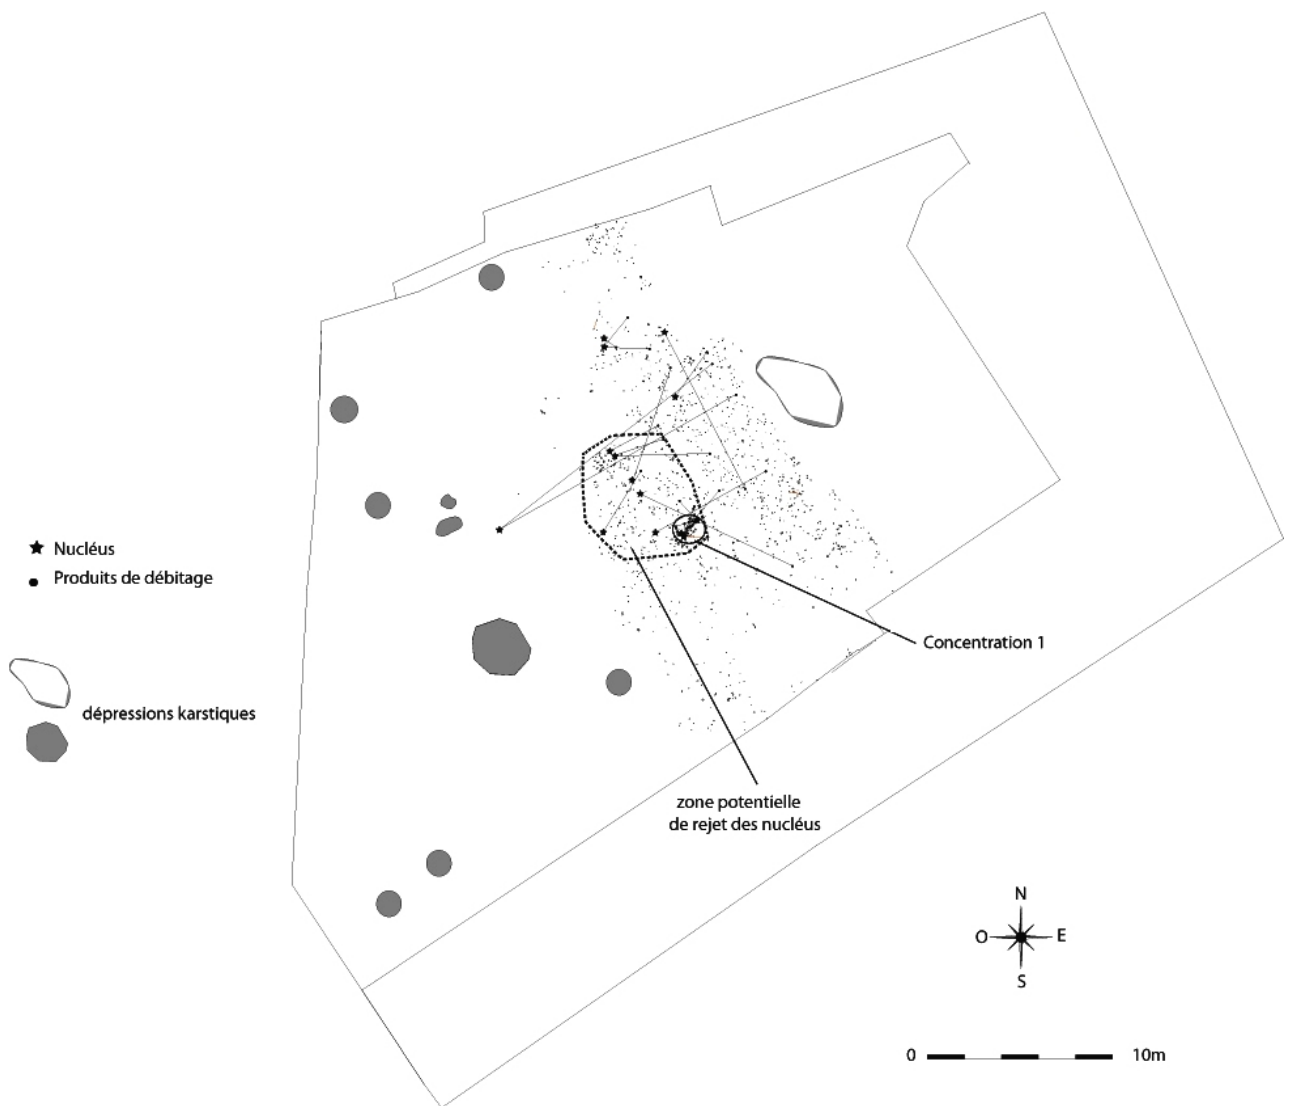 Nucléus
Produits de débitage
dépressions karstiques
Concentration 1
zone potentielle
de rejet des nucléus
N
O E
S
0 10m